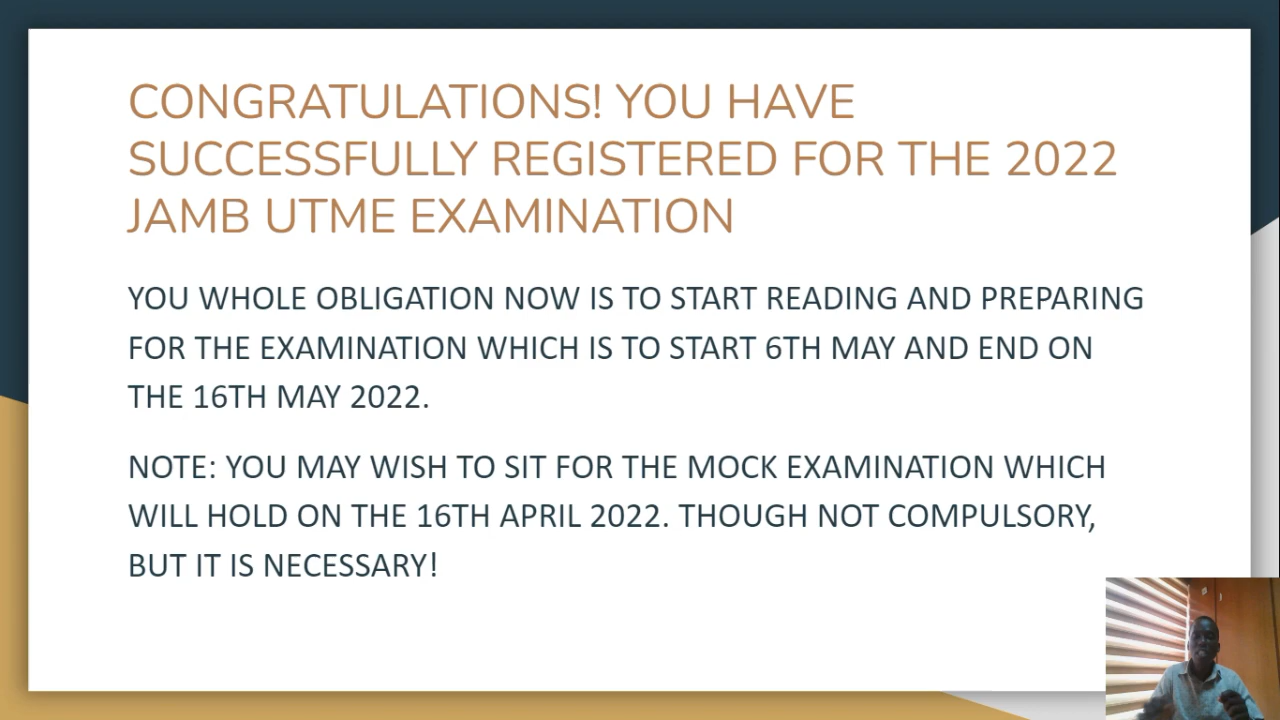 CONGRATULATIONS! YOU HAVE
SUCCESSFULLY REGISTERED FOR THE 2022
JAMB UTME EXAMINATION
YOU WHOLE OBLIGATION NOW IS TO START READING AND PREPARING
FOR THE EXAMINATION WHICH IS TO START 6TH MAY AND END ON
THE 16TH MAY 2022.
NOTE: YOU MAY WISH TO SIT FOR THE MOCK EXAMINATION WHICH
WILL HOLD ON THE 16TH APRIL 2022. THOUGH NOT COMPULSORY,
BUT IT IS NECESSARY!